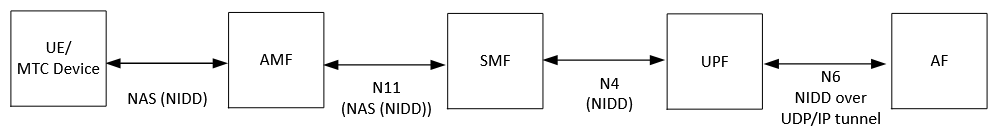 UE/
MTC Device
NAS (NIDD)
AMF
N11
(NAS (NIDD))
SMF
N4
(NIDD)
UPF
N6
NIDD over
UDP/IP tunnel
AF